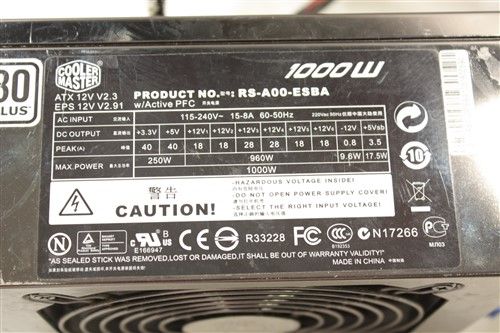 80
PLUS
COOLER
MASTER
1000W
ATX 12V V2.3
EPS 12V V2.91
PRODUCT NO. RS-A00-ESBA
w/Active PFC
AC INPUT 115-240V~ 15-8A 60-50Hz
DC OUTPUT +3.3V +5V +12V1 +12V2 +12V3 +12V4 +12V5 +12V6 -12V +5Vsb
PEAK(A) 40 40 18 18 28 28 18 18 0.8 3.5
MAX. POWER 250W 960W 9.6W 17.5W
1000W
10
警告
CAUTION!
-HAZARDOUS VOLTAGE INSIDE!
-DO NOT OPEN POWER SUPPLY COVER!
-SELECT THE RIGHT INPUT VOLTAGE!
E166947
R33228
N17266
MJ103
"AS SEALED STICK WAS REMOVED OR DAMAGED,IT SHALL BE OUT OF WARRANTY VALIDITY"
MADE IN CHINA